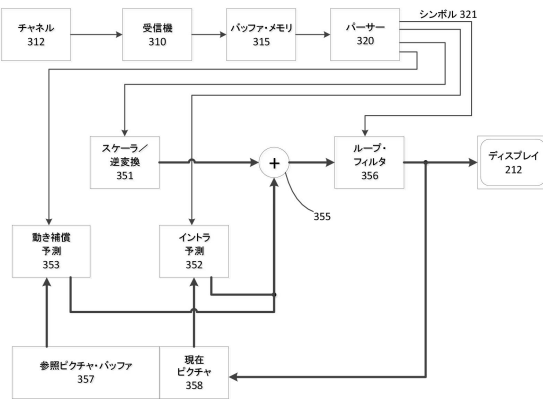 チャネル
312
受信機
310
バッファ・メモリ
315
パーサー
320
シンボル 321
スケーラ／
逆変換
351
+
355
ループ・
フィルタ
356
ディスプレイ
212
動き補償
予測
353
イントラ
予測
352
参照ピクチャ・バッファ
357
現在
ピクチャ
358